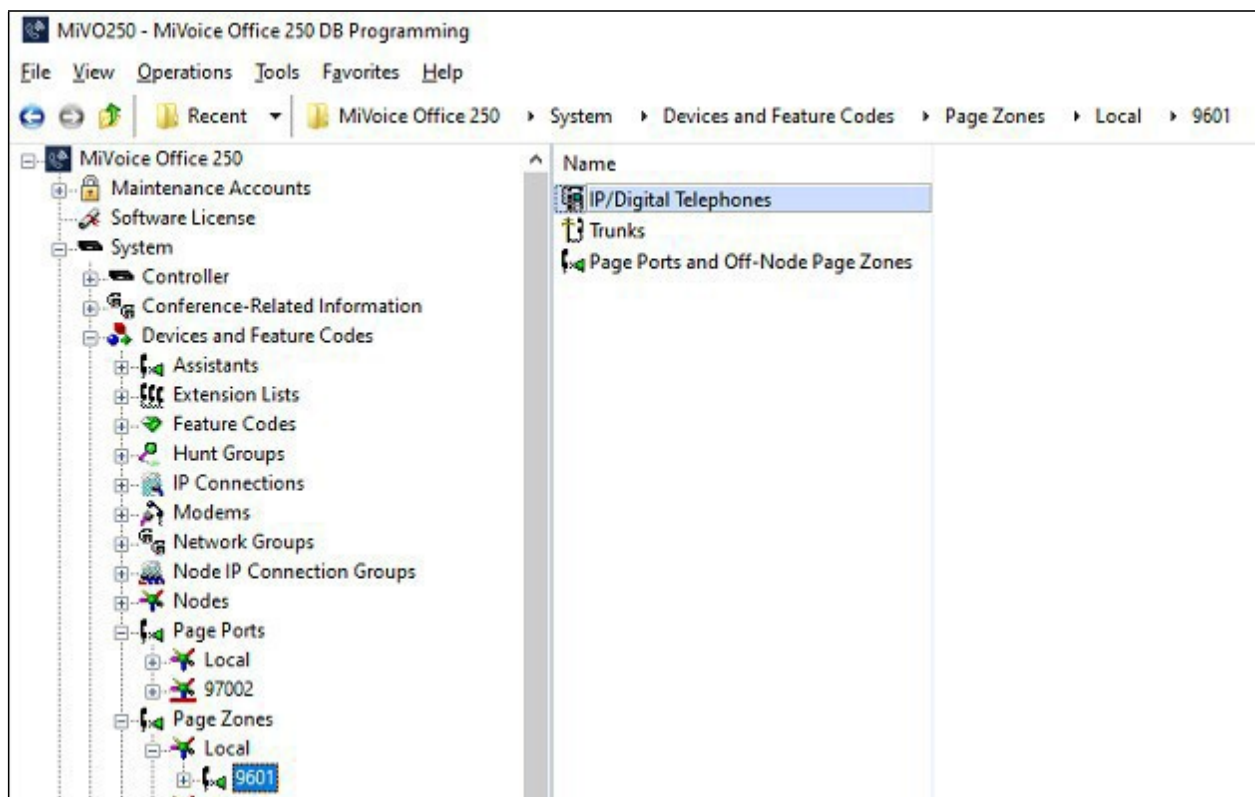 MiVO250 - MiVoice Office 250 DB Programming
File View Operations Tools Favorites Help
Recent MiVoice Office 250 System Devices and Feature Codes Page Zones Local 9601
MiVoice Office 250
Maintenance Accounts
Software License
System
Controller
Conference-Related Information
Devices and Feature Codes
Assistants
Extension Lists
Feature Codes
Hunt Groups
IP Connections
Modems
Network Groups
Node IP Connection Groups
Nodes
Page Ports
Local
97002
Page Zones
Local
9601
Name
IP/Digital Telephones
Trunks
Page Ports and Off-Node Page Zones